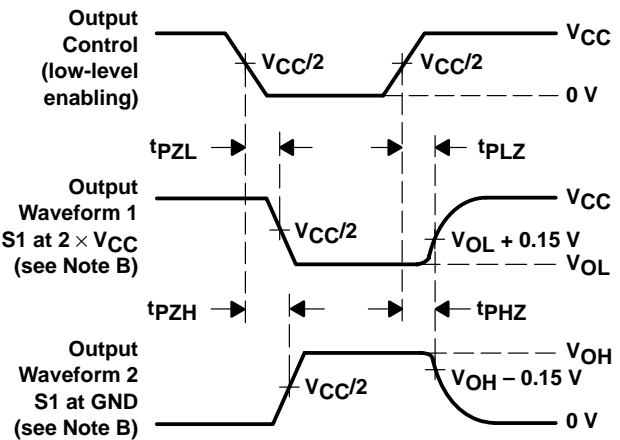 Output
Control
(low-level
enabling)
VCC/2
VCC/2
VCC
0 V
tPZL
tPLZ
Output
Waveform 1
S1 at 2 × VCC
(see Note B)
VCC/2
VCC
VOL + 0.15 V
VOL
tPZH
tPHZ
Output
Waveform 2
S1 at GND
(see Note B)
VCC/2
VOH
VOH – 0.15 V
0 V